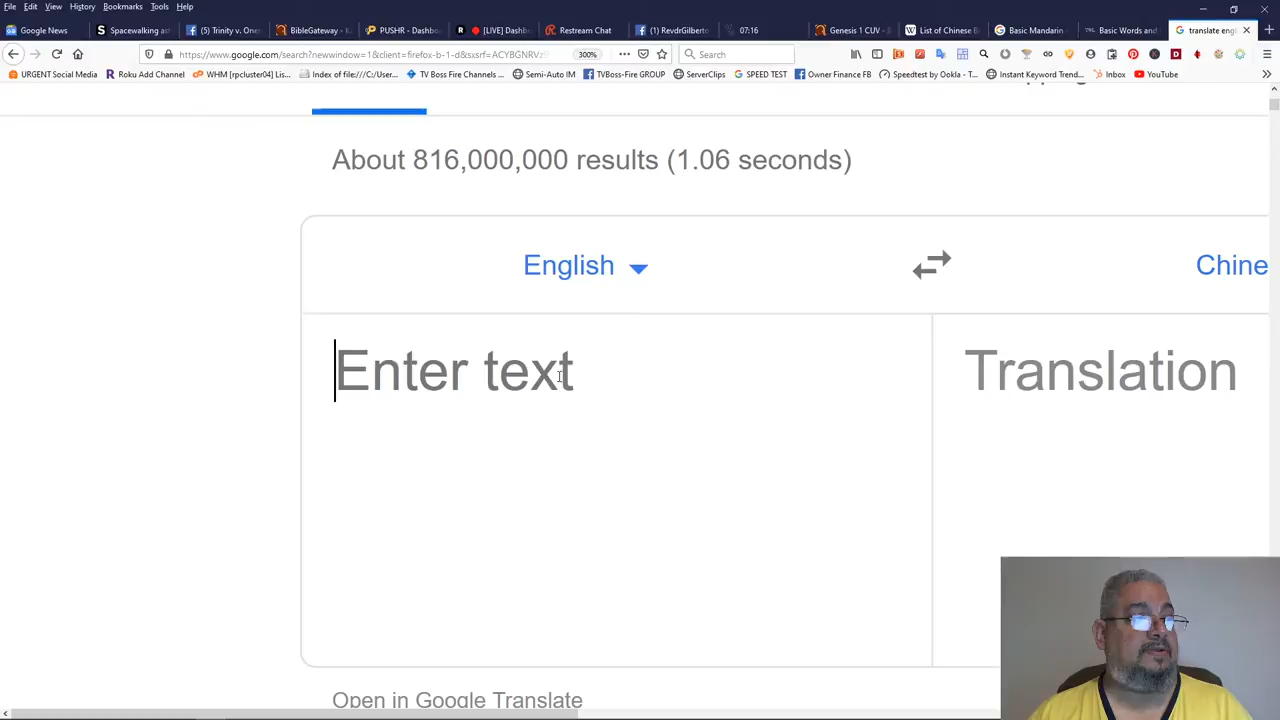 File Edit View History Bookmarks Tools Help
Google News
Spacewalking as
(5) Trinity v. One
BibleGateway - K
PUSHR - Dashbo
[LIVE] Dashboar
Restream Chat
(1) RevdrGilberto
07:16
Genesis 1 CUV -
List of Chinese B
Basic Mandarin
Basic Words and
translate engl
https://www.google.com/search?newwindow=1&client=firefox-b-1-d&sxsrf=ACYBGNRV
300%
Search
URGENT Social Media
Roku Add Channel
WHM [rpcluster04] Lis...
Index of file:///C:/User...
TV Boss Fire Channels ...
Semi-Auto IM
TVBoss-Fire GROUP
ServerClips
SPEED TEST
Owner Finance FB
Speedtest by Ookla - T...
Instant Keyword Trend...
Inbox
YouTube
About 816,000,000 results (1.06 seconds)
English
Chine
Enter text
Translation
Open in Google Translate